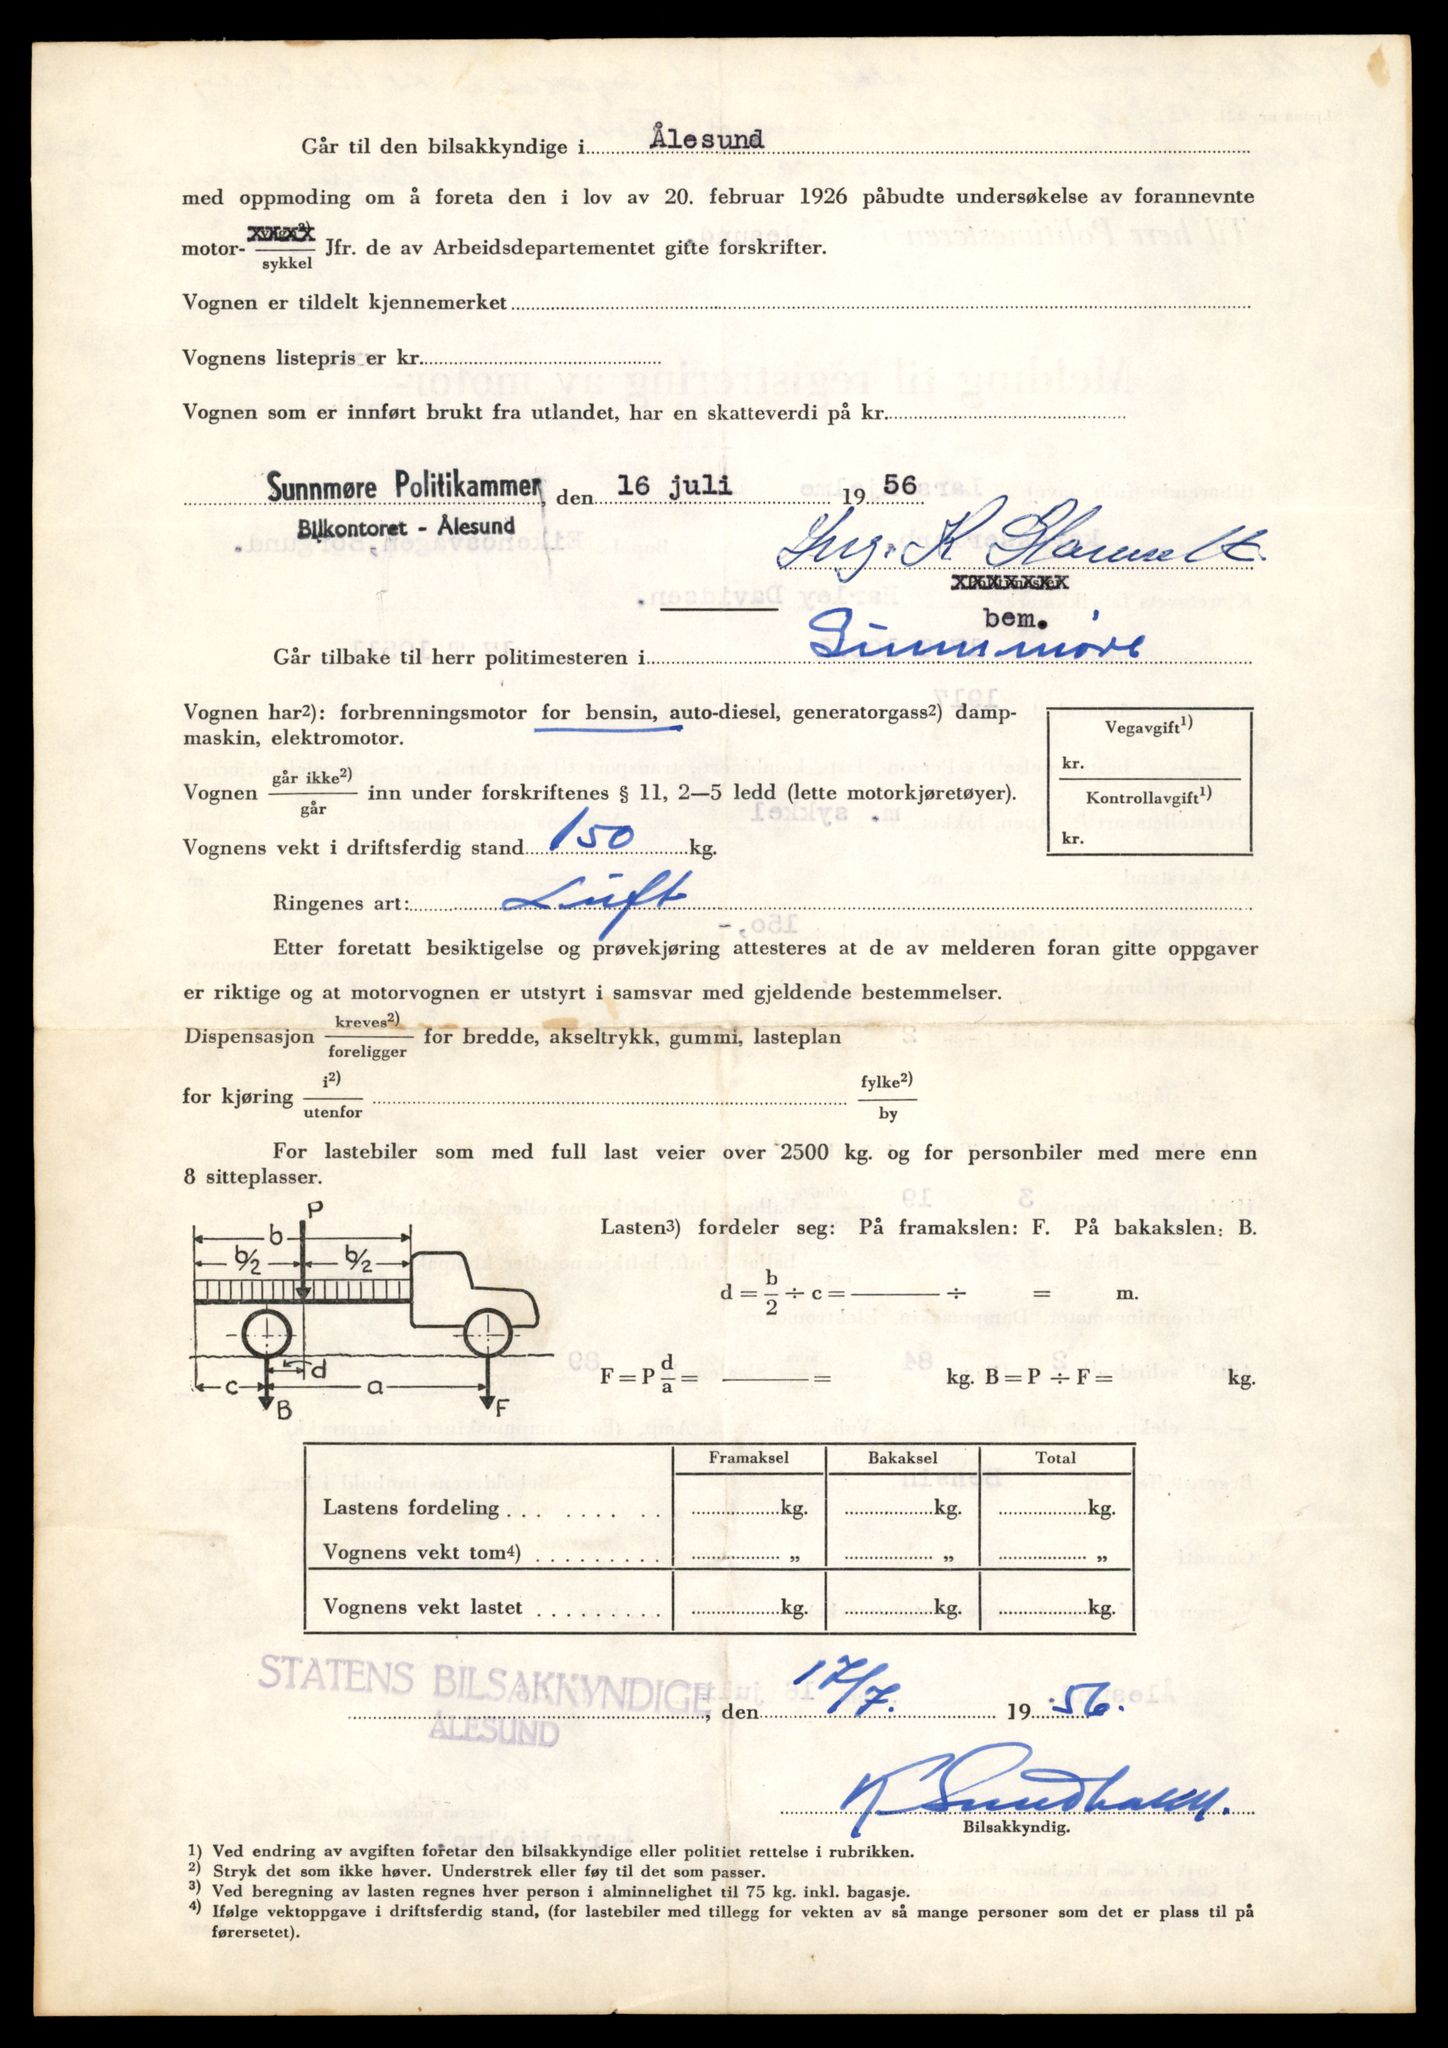 Går til den bilsakkyndige i Ålesund
med oppmoding om å foreta den i lov av 20. februar 1926 påbudte undersøkelse av forannevnte
motor- vogn2) / sykkel Jfr. de av Arbeidsdepartementet gitte forskrifter.
Vognen er tildelt kjennemerket
Vognens listepris er kr.
Vognen som er innført brukt fra utlandet, har en skatteverdi på kr.
Sunnmøre Politikammer, den 16 juli 1956
Bilkontoret - Ålesund
K
XXXXXXX
bem.
Går tilbake til herr politimesteren i Sunnmøre
Vognen har2): forbrenningsmotor for bensin, auto-diesel, generatorgass2) damp-
maskin, elektromotor.
Vegavgift1)
kr.
Kontrollavgift1)
kr.
Vognen går ikke2) / går inn under forskriftenes § 11, 2—5 ledd (lette motorkjøretøyer).
Vognens vekt i driftsferdig stand 150 kg.
Ringenes art: Luft
Etter foretatt besiktigelse og prøvekjøring attesteres at de av melderen foran gitte oppgaver
er riktige og at motorvognen er utstyrt i samsvar med gjeldende bestemmelser.
Dispensasjon kreves2) / foreligger for bredde, akseltrykk, gummi, lasteplan
for kjøring i2) / utenfor fylke2) / by
For lastebiler som med full last veier over 2500 kg. og for personbiler med mere enn
8 sitteplasser.
P
b
b/2 b/2
d
c a
B F
Lasten3) fordeler seg: På framakslen: F. På bakakslen: B.
d = b/2 ÷ c = ——— ÷ = m.
F = P d/a = ——— = kg. B = P ÷ F = kg.
Framaksel Bakaksel Total
Lastens fordeling kg. kg. kg.
Vognens vekt tom4) „ „ „
Vognens vekt lastet kg. kg. kg.
STATENS BILSAKKYNDIGE
ÅLESUND
, den 17/7. 1956.
K
Bilsakkyndig.
1) Ved endring av avgiften foretar den bilsakkyndige eller politiet rettelse i rubrikken.
2) Stryk det som ikke høver. Understrek eller føy til det som passer.
3) Ved beregning av lasten regnes hver person i alminnelighet til 75 kg. inkl. bagasje.
4) Ifølge vektoppgave i driftsferdig stand, (for lastebiler med tillegg for vekten av så mange personer som det er plass til på
førersetet).